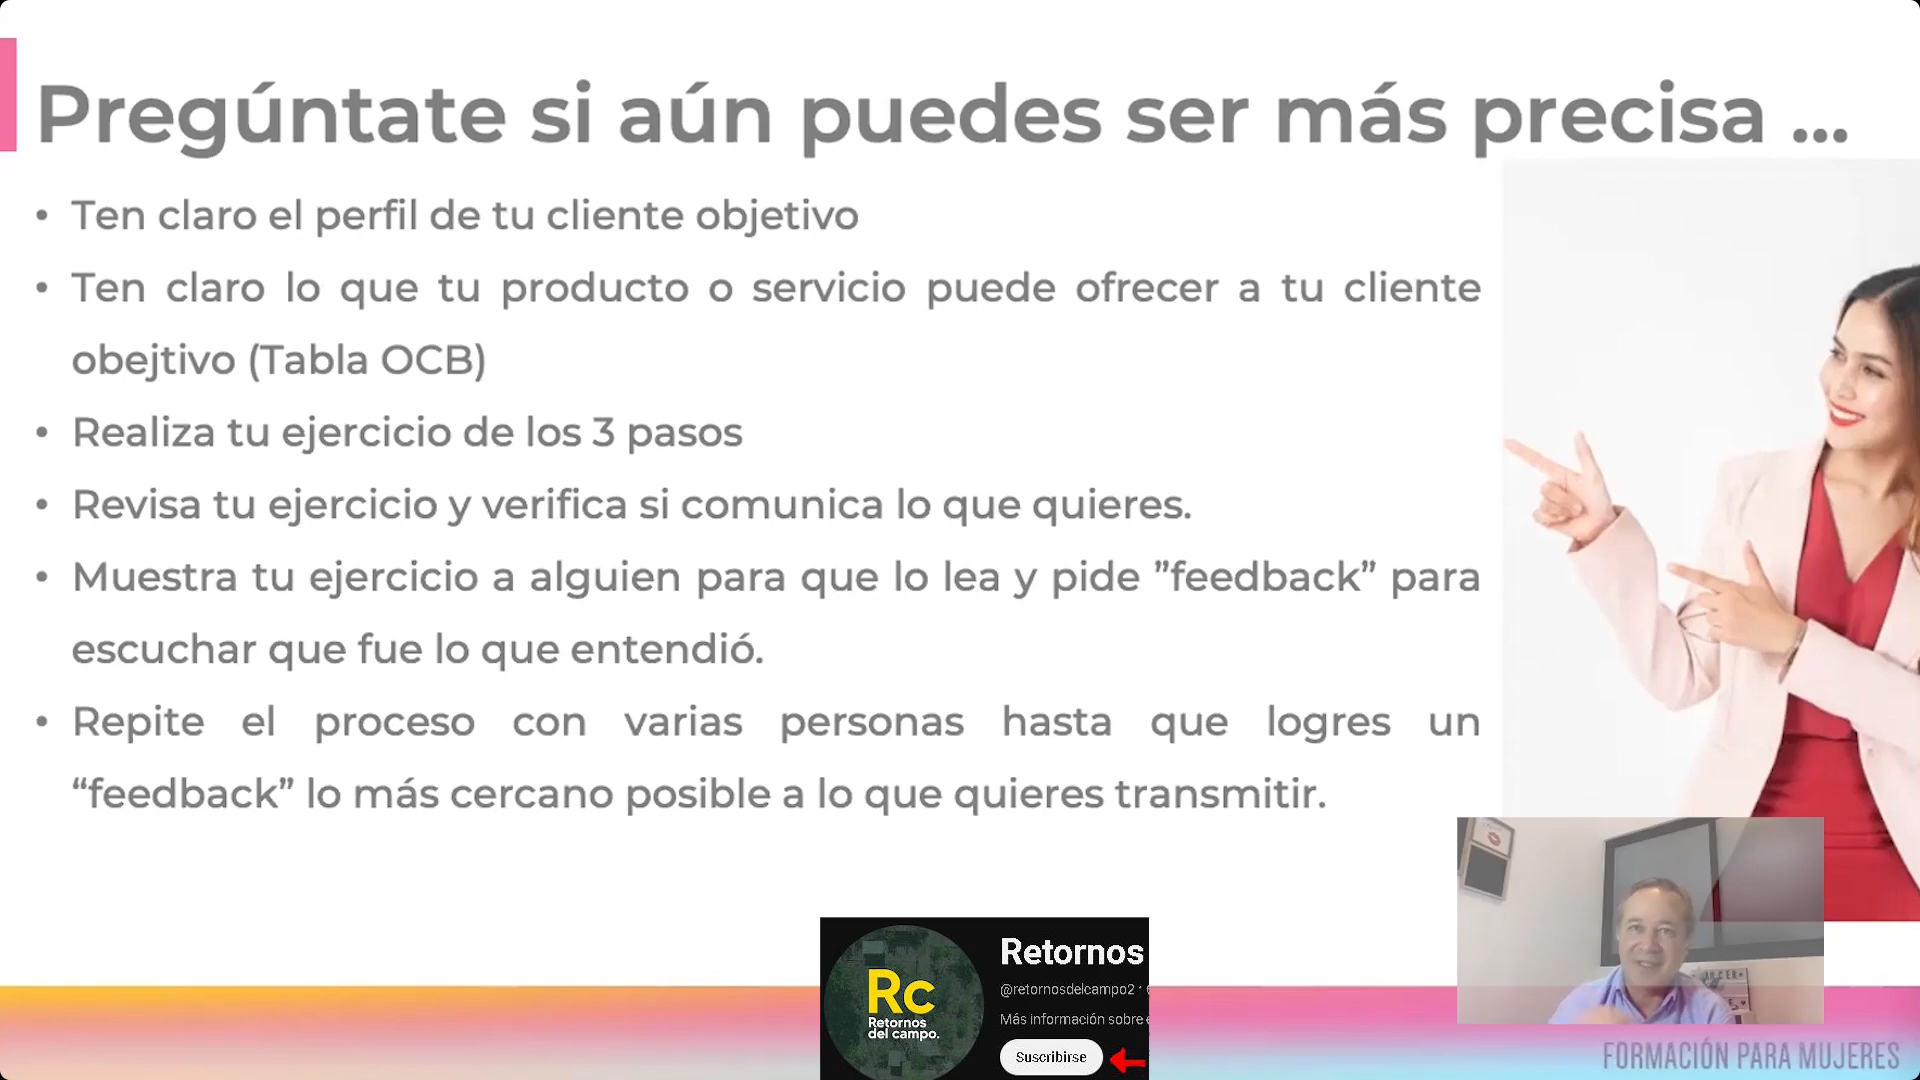 Pregúntate si aún puedes ser más precisa ...
• Ten claro el perfil de tu cliente objetivo
• Ten claro lo que tu producto o servicio puede ofrecer a tu cliente
obejtivo (Tabla OCB)
• Realiza tu ejercicio de los 3 pasos
• Revisa tu ejercicio y verifica si comunica lo que quieres.
• Muestra tu ejercicio a alguien para que lo lea y pide ”feedback” para
escuchar que fue lo que entendió.
• Repite el proceso con varias personas hasta que logres un
“feedback” lo más cercano posible a lo que quieres transmitir.
Rc
Retornos
del campo.
Retornos
@retornosdelcampo2
Más información sobre
Suscribirse
FORMACIÓN PARA MUJERES